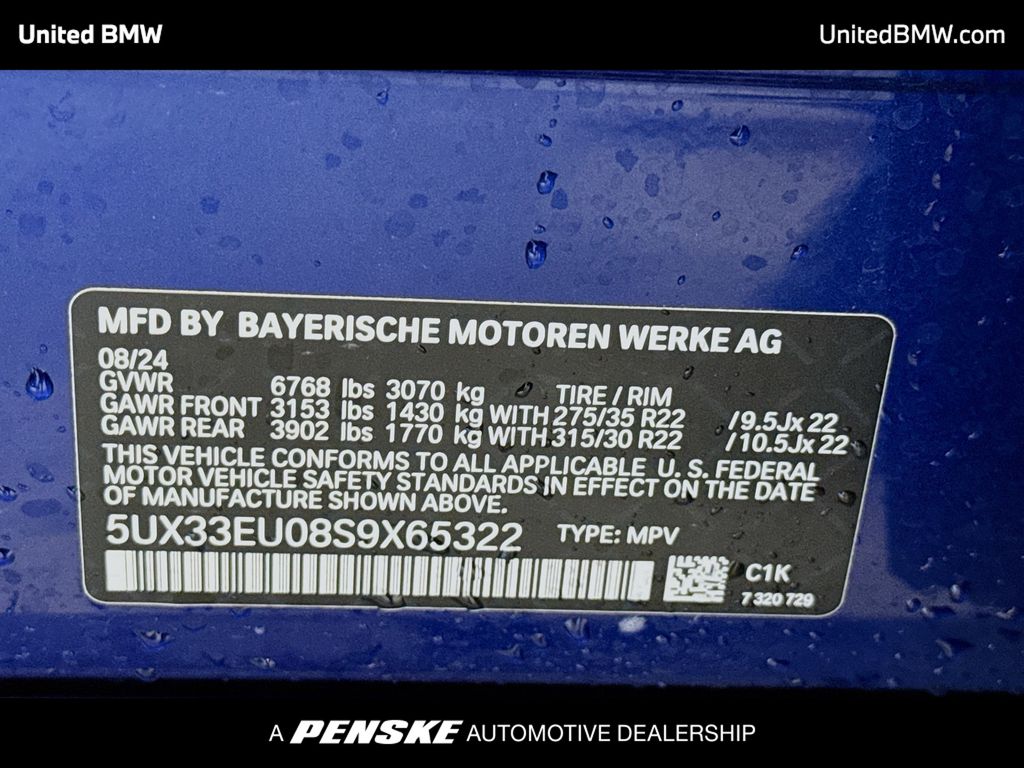 United BMW
UnitedBMW.com
MFD BY BAYERISCHE MOTOREN WERKE AG
08/24
GVWR 6768 lbs 3070 kg TIRE / RIM
GAWR FRONT 3153 lbs 1430 kg WITH 275/35 R22 /9.5Jx 22
GAWR REAR 3902 lbs 1770 kg WITH 315/30 R22 /10.5Jx 22
THIS VEHICLE CONFORMS TO ALL APPLICABLE U. S. FEDERAL
MOTOR VEHICLE SAFETY STANDARDS IN EFFECT ON THE DATE
OF MANUFACTURE SHOWN ABOVE.
5UX33EU08S9X65322 TYPE: MPV
C1K
7 320 729
A PENSKE AUTOMOTIVE DEALERSHIP